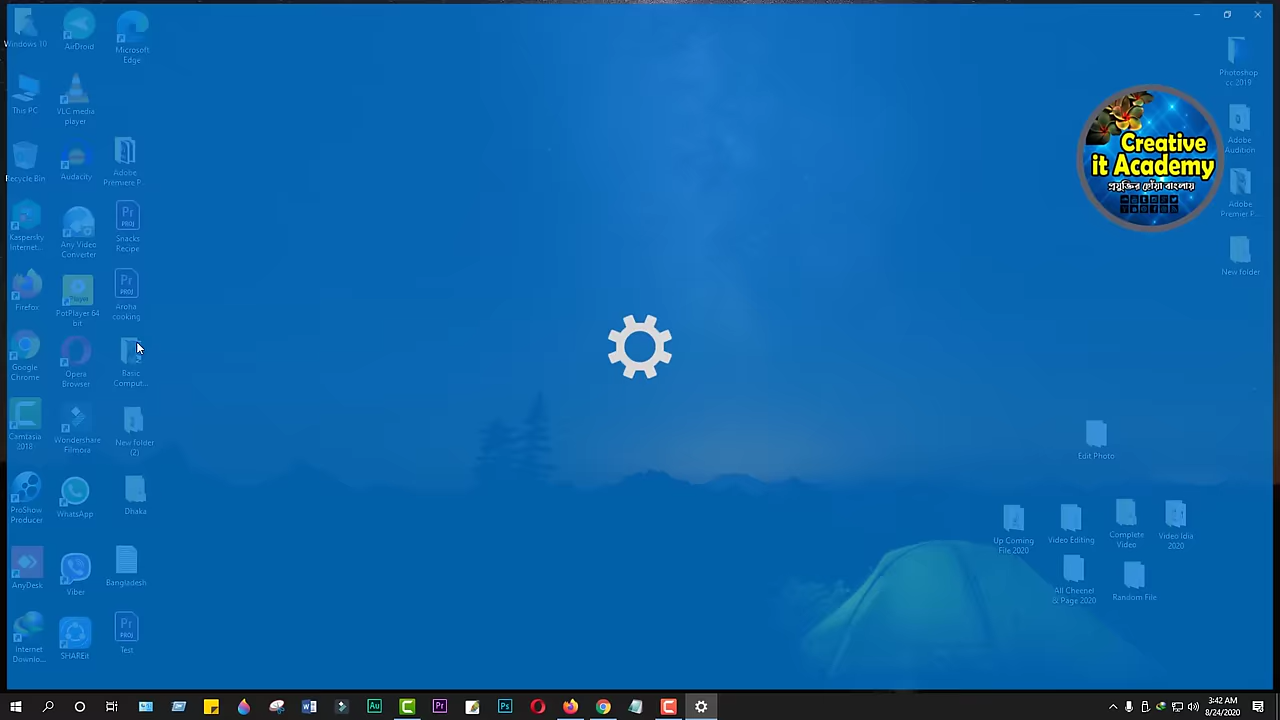 Windows 10
AirDroid
Microsoft
Edge
This PC
VLC media
player
Recycle Bin
Audacity
Adobe
Premiere P...
Kaspersky
Internet...
Any Video
Converter
Snacks
Recipe
Firefox
PotPlayer 64
bit
Aroha
cooking
Google
Chrome
Opera
Browser
Basic
Comput...
Camtasia
2018
Wondershare
Filmora
New folder
(2)
ProShow
Producer
WhatsApp
Dhaka
AnyDesk
Viber
Bangladesh
Internet
Downlo...
SHAREit
Test
Photoshop
cc 2019
Creative
it Academy
প্রযুক্তির ছোঁয়া বাংলায়
Adobe
Audition
Adobe
Premier F...
New folder
Edit Photo
Up Coming
File 2020
Video Editing
Complete
Video
Video Idia
2020
All Cheenel
& Page 2020
Random File
3:42 AM
8/24/2020